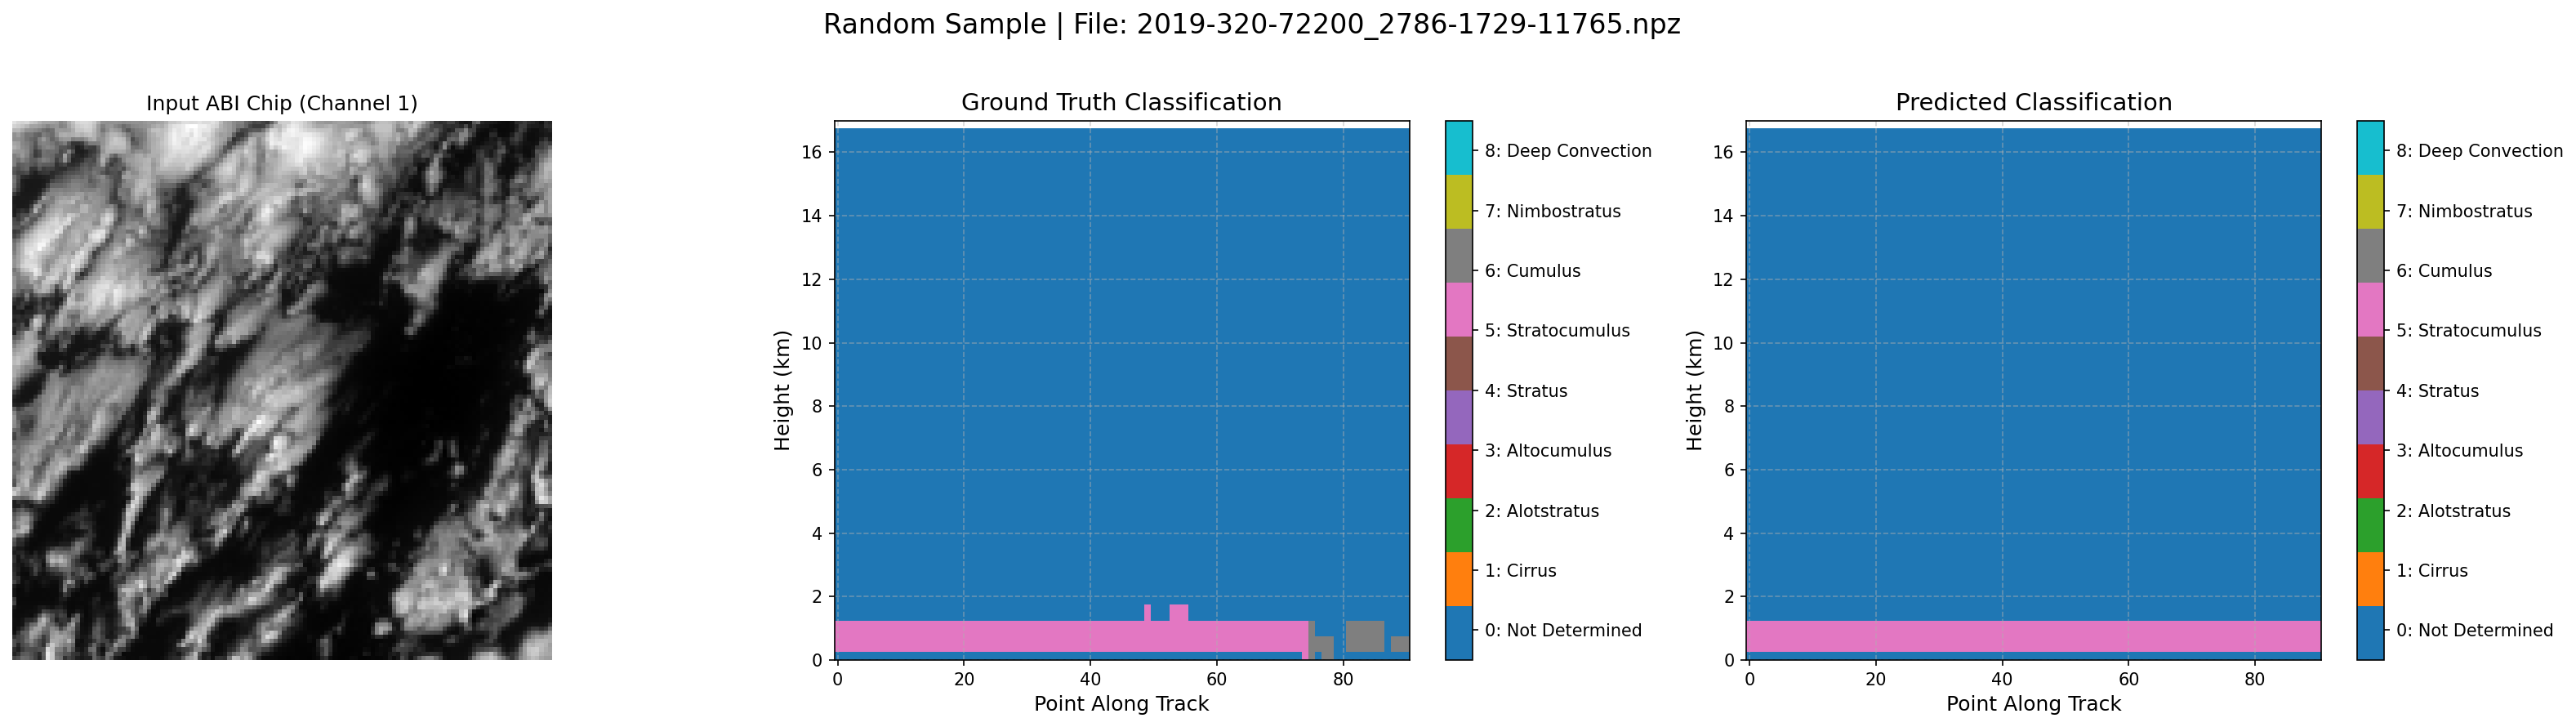 Random Sample | File: 2019-320-72200_2786-1729-11765.npz
Input ABI Chip (Channel 1)
Ground Truth Classification
Height (km)
16
14
12
10
8
6
4
2
0
0 20 40 60 80
Point Along Track
8: Deep Convection
7: Nimbostratus
6: Cumulus
5: Stratocumulus
4: Stratus
3: Altocumulus
2: Alotstratus
1: Cirrus
0: Not Determined
Predicted Classification
Height (km)
16
14
12
10
8
6
4
2
0
0 20 40 60 80
Point Along Track
8: Deep Convection
7: Nimbostratus
6: Cumulus
5: Stratocumulus
4: Stratus
3: Altocumulus
2: Alotstratus
1: Cirrus
0: Not Determined